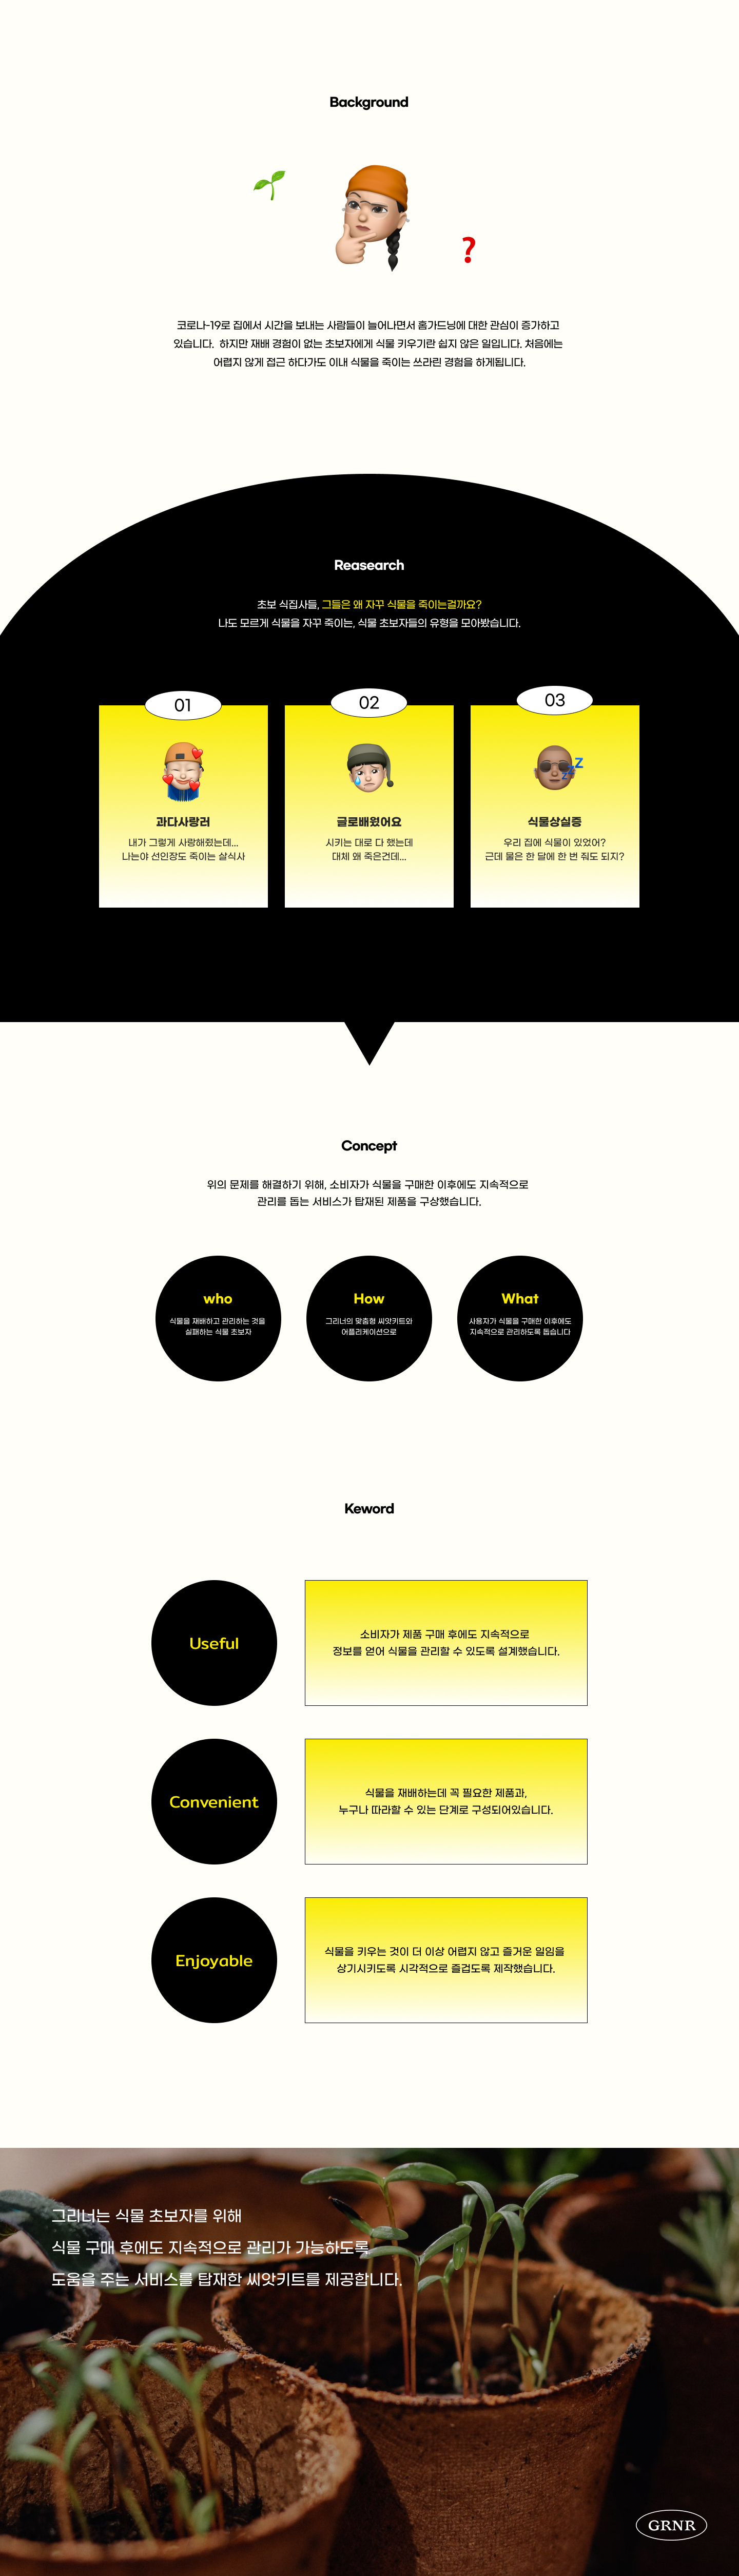 Background
코로나-19로 집에서 시간을 보내는 사람들이 늘어나면서 홈가드닝에 대한 관심이 증가하고
있습니다. 하지만 재배 경험이 없는 초보자에게 식물 키우기란 쉽지 않은 일입니다. 처음에는
어렵지 않게 접근 하다가도 이내 식물을 죽이는 쓰라린 경험을 하게됩니다.
Reasearch
초보 식집사들, 그들은 왜 자꾸 식물을 죽이는걸까요?
나도 모르게 식물을 자꾸 죽이는, 식물 초보자들의 유형을 모아봤습니다.
01
과다사랑러
내가 그렇게 사랑해줬는데...
나는야 선인장도 죽이는 살식사
02
글로배웠어요
시키는 대로 다 했는데
대체 왜 죽은건데...
03
식물상실증
우리 집에 식물이 있었어?
근데 물은 한 달에 한 번 줘도 되지?
Concept
위의 문제를 해결하기 위해, 소비자가 식물을 구매한 이후에도 지속적으로
관리를 돕는 서비스가 탑재된 제품을 구상했습니다.
who
식물을 재배하고 관리하는 것을
실패하는 식물 초보자
How
그리너의 맞춤형 씨앗키트와
어플리케이션으로
What
사용자가 식물을 구매한 이후에도
지속적으로 관리하도록 돕습니다
Keword
Useful
소비자가 제품 구매 후에도 지속적으로
정보를 얻어 식물을 관리할 수 있도록 설계했습니다.
Convenient
식물을 재배하는데 꼭 필요한 제품과,
누구나 따라할 수 있는 단계로 구성되어있습니다.
Enjoyable
식물을 키우는 것이 더 이상 어렵지 않고 즐거운 일임을
상기시키도록 시각적으로 즐겁도록 제작했습니다.
그리너는 식물 초보자를 위해
식물 구매 후에도 지속적으로 관리가 가능하도록
도움을 주는 서비스를 탑재한 씨앗키트를 제공합니다.
GRNR